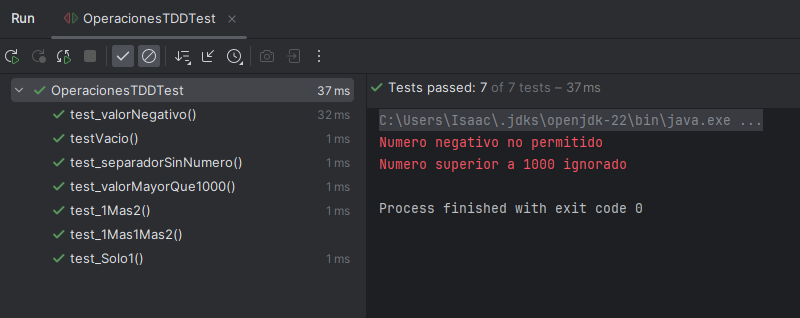 Run OperacionesTDDTest ×
OperacionesTDDTest 37 ms
test_valorNegativo() 32 ms
testVacio() 1 ms
test_separadorSinNumero() 1 ms
test_valorMayorQue1000() 1 ms
test_1Mas2() 1 ms
test_1Mas1Mas2()
test_Solo1() 1 ms
Tests passed: 7 of 7 tests – 37 ms
C:\Users\Isaac\.jdks\openjdk-22\bin\java.exe ...
Numero negativo no permitido
Numero superior a 1000 ignorado
Process finished with exit code 0